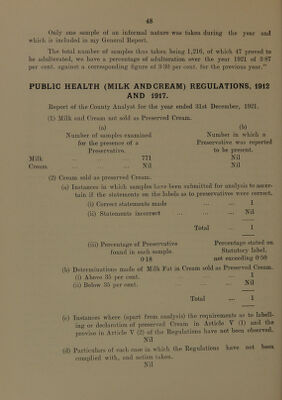 48
Only one sample of an informal nature was taken during the year and
which is included in my General Report.
The total number of samples thus taken being 1,216, of which 47 proved to
be adulterated, we have a percentage of adulteration over the year 1921 of 3·87
per cent. against a corresponding figure of 3·30 per cent. for the previous year."
PUBLIC HEALTH (MILK AND CREAM) REGULATIONS, 1912
AND 1917.
Report of the County Analyst for the year ended 31st December, 1921.
(1) Milk and Cream not sold as Preserved Cream.
(a) (b)
Number of samples examined Number in which a
for the presence of a Preservative was reported
Preservative. to be present.
Milk ... 771 Nil
Cream ... Nil Nil
(2) Cream sold as preserved Cream.
(a) Instances in which samples have been submitted for analysis to ascer-
tain if the statements on the labels as to preservatives were correct.
(i) Correct statements made ... ... 1
(ii) Statements incorrect ... ... ... Nil
Total ... 1
(iii) Percentage of Preservative Percentage stated on
found in each sample. Statutory label,
0·18 not exceeding 0·50
(b) Determinations made of Milk Fat in Cream sold as Preserved Cream.
(i) Above 35 per cent. ... ... ... 1
(ii) Below 35 per cent. ... ... ... Nil
Total ... 1
(c) Instances where (apart from analysis) the requirements as to labell-
ing or declaration of preserved Cream in Article V (1) and the
proviso in Article V (2) of the Regulations have not been observed.
Nil
(d) Particulars of each case in which the Regulations have not been
complied with, and action taken.
Nil